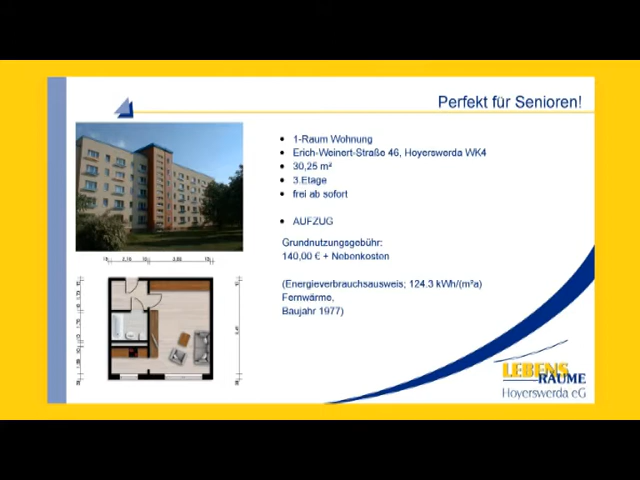 Perfekt für Senioren!
1-Raum Wohnung
Erich-Weinert-Straße 46, Hoyerswerda WK4
30,25 m²
3.Etage
frei ab sofort
AUFZUG
Grundnutzungsgebühr:
140,00 € + Nebenkosten
(Energieverbrauchsausweis; 124.3 kWh/(m²a)
Fernwärme,
Baujahr 1977)
LEBENS
RÄUME
Hoyerswerda eG